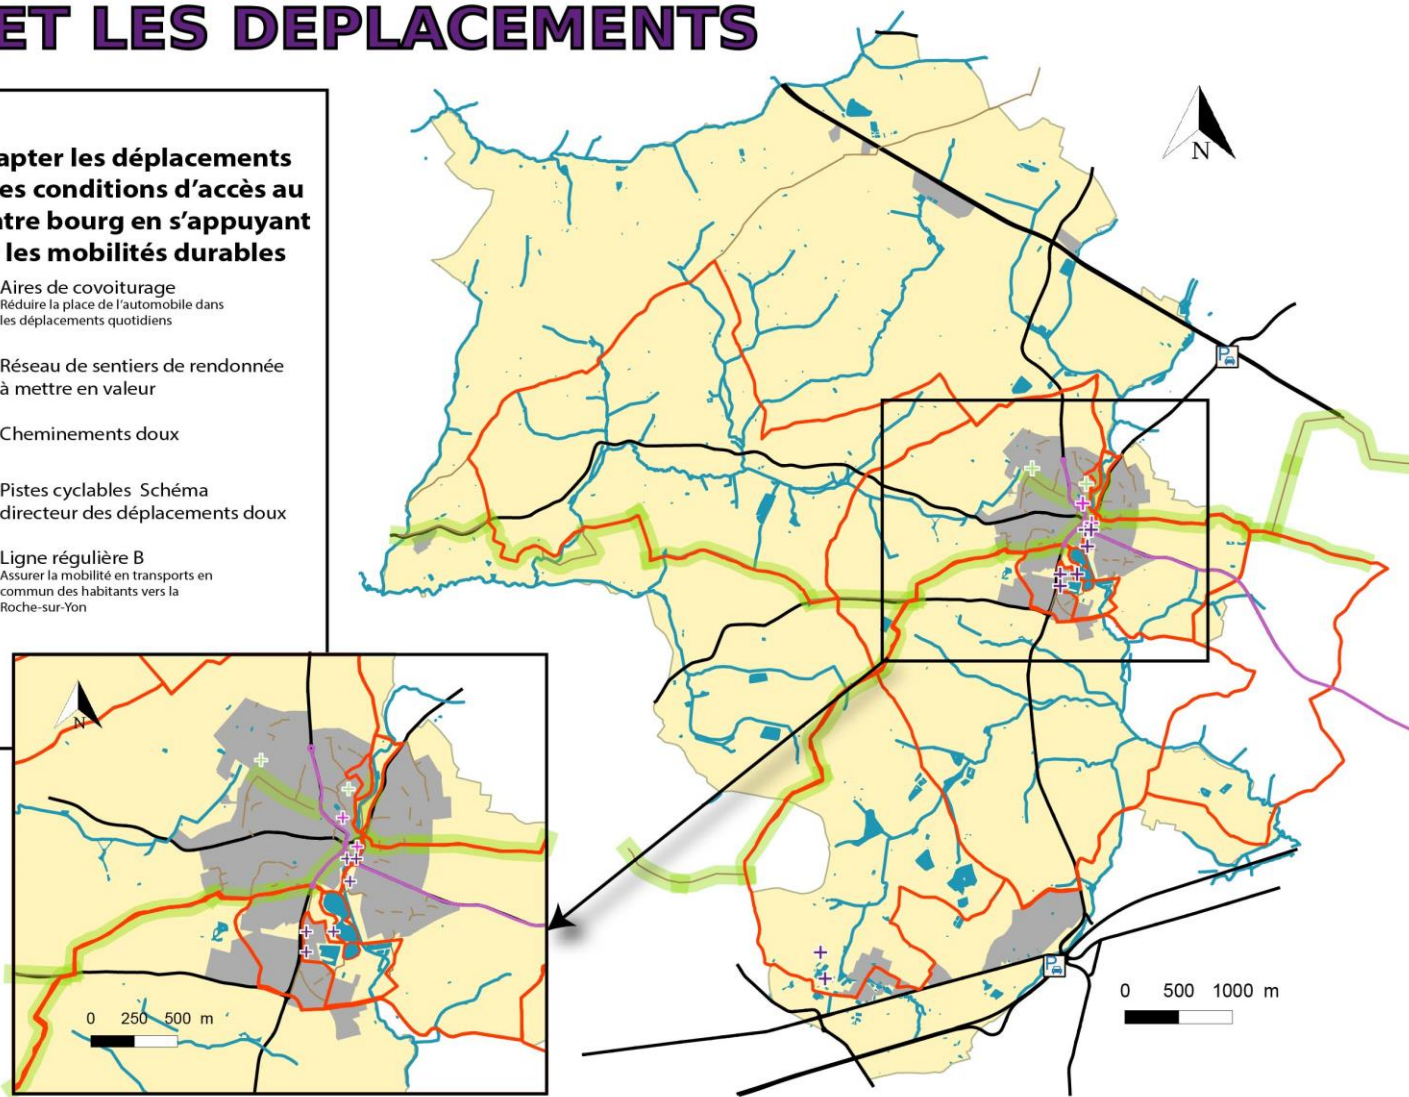 ET LES DEPLACEMENTS
apter les déplacements
es conditions d'accès au
tre bourg en s'appuyant
les mobilités durables
Aires de covoiturage
Réduire la place de l'automobile dans
les déplacements quotidiens
Réseau de sentiers de rendonnée
à mettre en valeur
Cheminements doux
Pistes cyclables Schéma
directeur des déplacements doux
Ligne régulière B
Assurer la mobilité en transports en
commun des habitants vers la
Roche-sur-Yon
N
P
P
0 500 1000 m
N
0 250 500 m